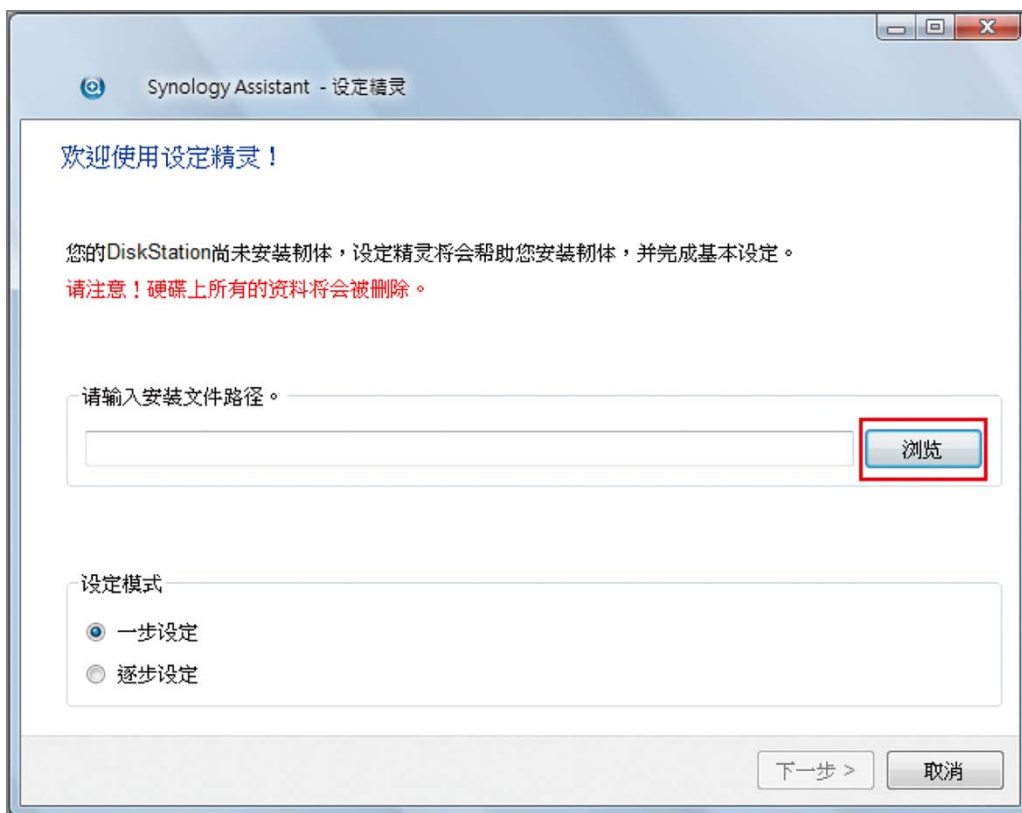 Synology Assistant - 设定精灵
欢迎使用设定精灵！
您的DiskStation尚未安装韧体，设定精灵将会帮助您安装韧体，并完成基本设定。
请注意！硬碟上所有的资料将会被删除。
请输入安装文件路径。
浏览
设定模式
一步设定
逐步设定
下一步 >
取消